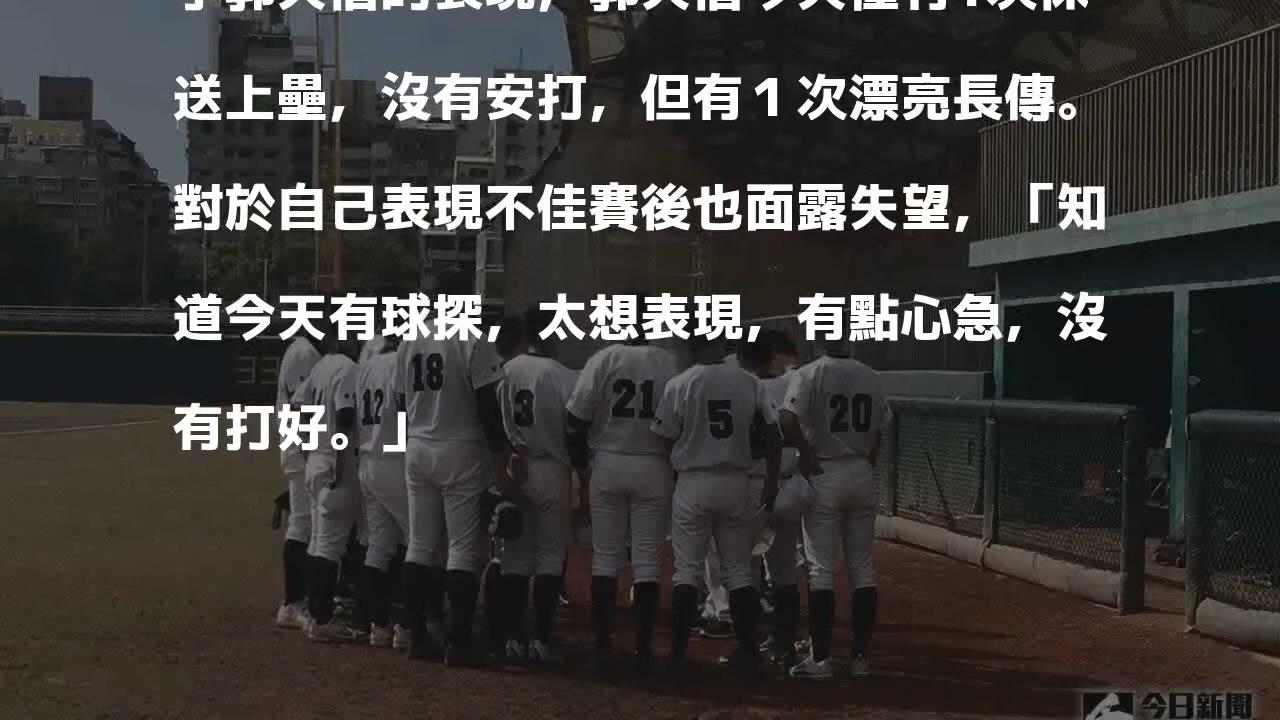 送上壘，沒有安打，但有１次漂亮長傳。
對於自己表現不佳賽後也面露失望，「知
道今天有球探，太想表現，有點心急，沒
有打好。」
18
12
3
21
5
20
今日新聞